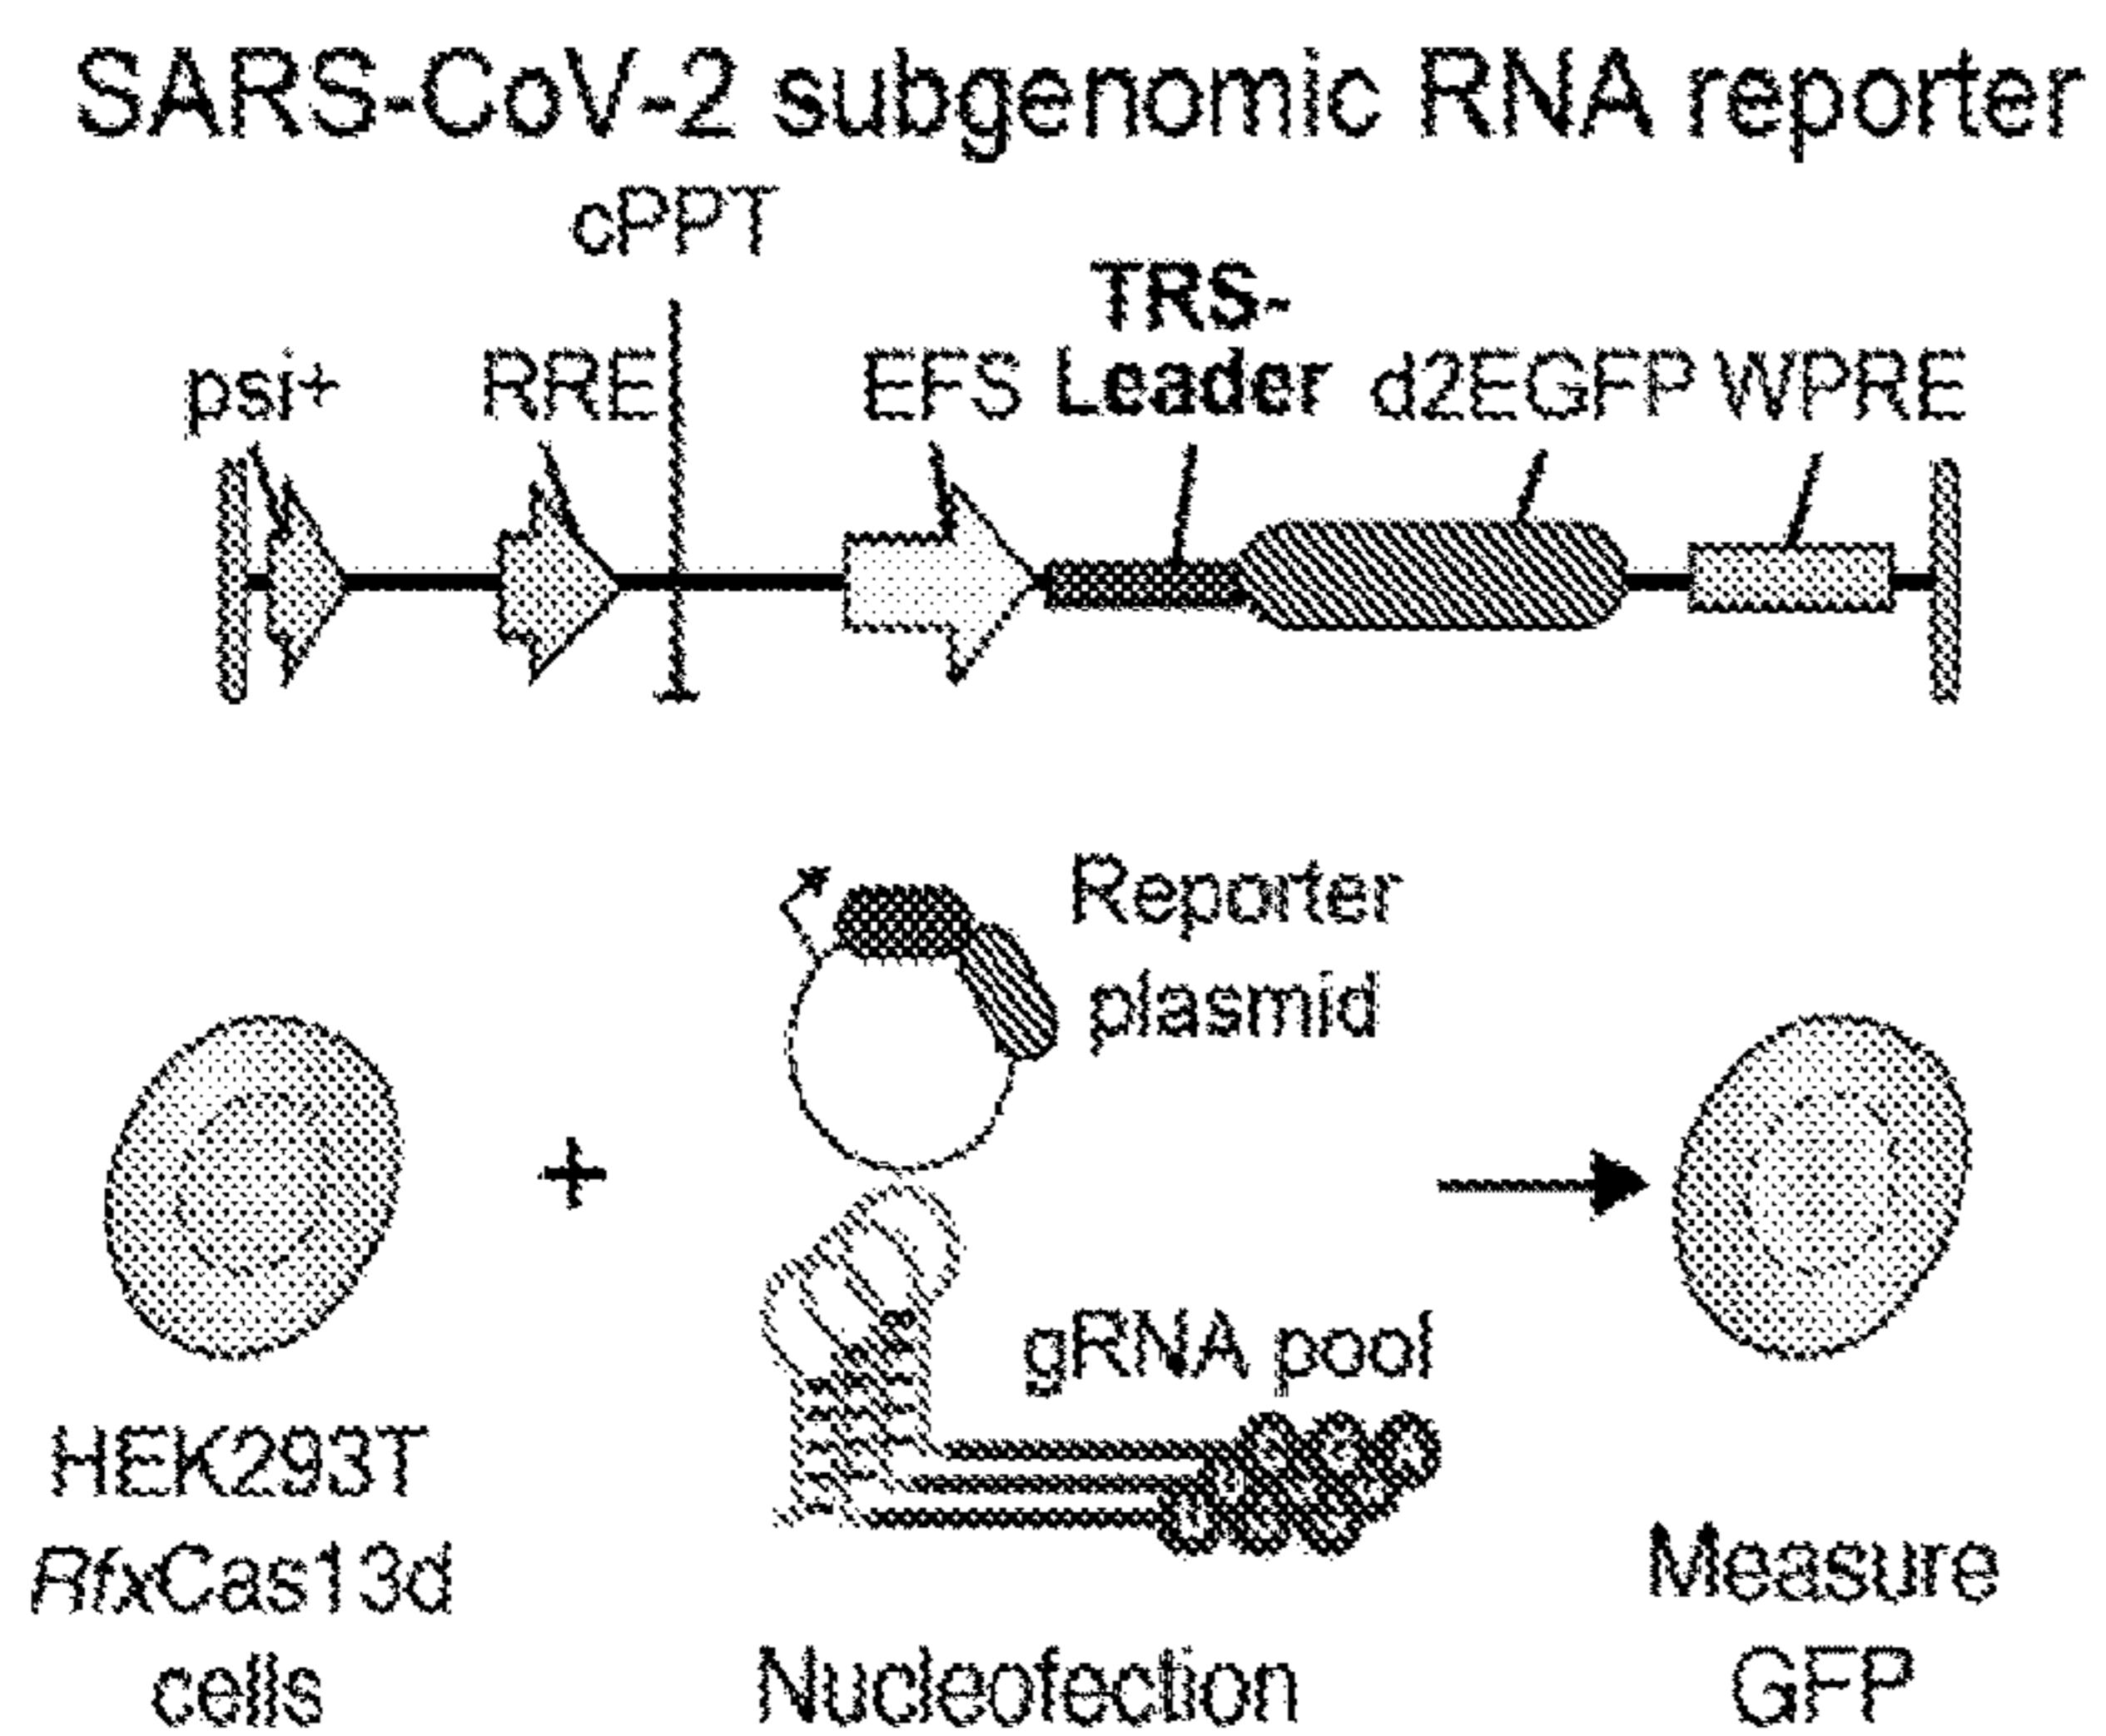 SARS-CoV-2 subgenomic RNA reporter
cPPT
TRS-
psi+ RRE EFS Leader d2EGFP WPRE
Reporter
plasmid
+
gRNA pool
HEK293T
RfxCas13d
cells
Nucleofection
Measure
GFP